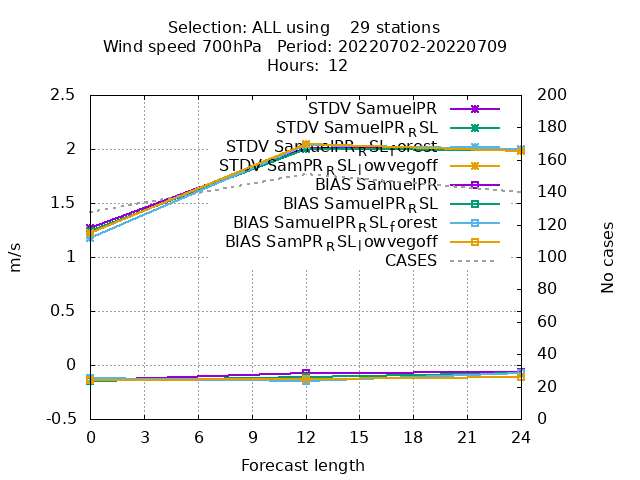 Selection: ALL using 29 stations
Wind speed 700hPa Period: 20220702-20220709
Hours: 12
2.5
2
1.5
1
0.5
0
-0.5
m/s
200
180
160
140
120
100
80
60
40
20
0
No cases
STDV SamuelPR
STDV SamuelPR_RSL
STDV SamuelPR_RSL_forest
STDV SamPR_RSL_lowvegoff
BIAS SamuelPR
BIAS SamuelPR_RSL
BIAS SamuelPR_RSL_forest
BIAS SamPR_RSL_lowvegoff
CASES
0 3 6 9 12 15 18 21 24
Forecast length